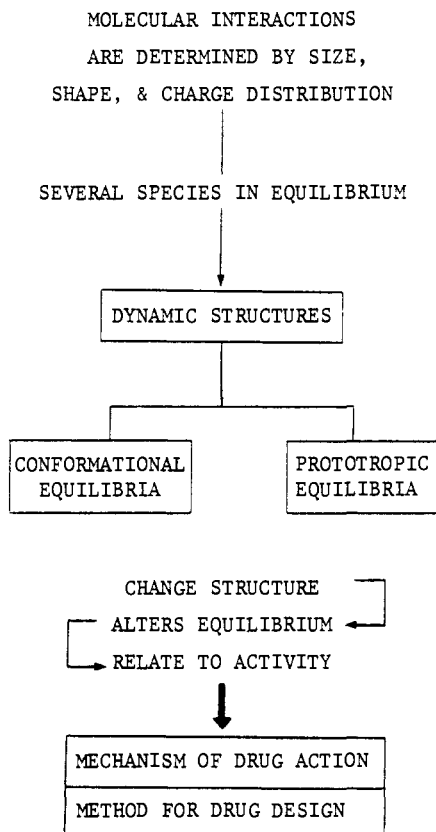 MOLECULAR INTERACTIONS
ARE DETERMINED BY SIZE,
SHAPE, & CHARGE DISTRIBUTION
SEVERAL SPECIES IN EQUILIBRIUM
DYNAMIC STRUCTURES
CONFORMATIONAL
EQUILIBRIA
PROTOTROPIC
EQUILIBRIA
CHANGE STRUCTURE
ALTERS EQUILIBRIUM
RELATE TO ACTIVITY
MECHANISM OF DRUG ACTION
METHOD FOR DRUG DESIGN